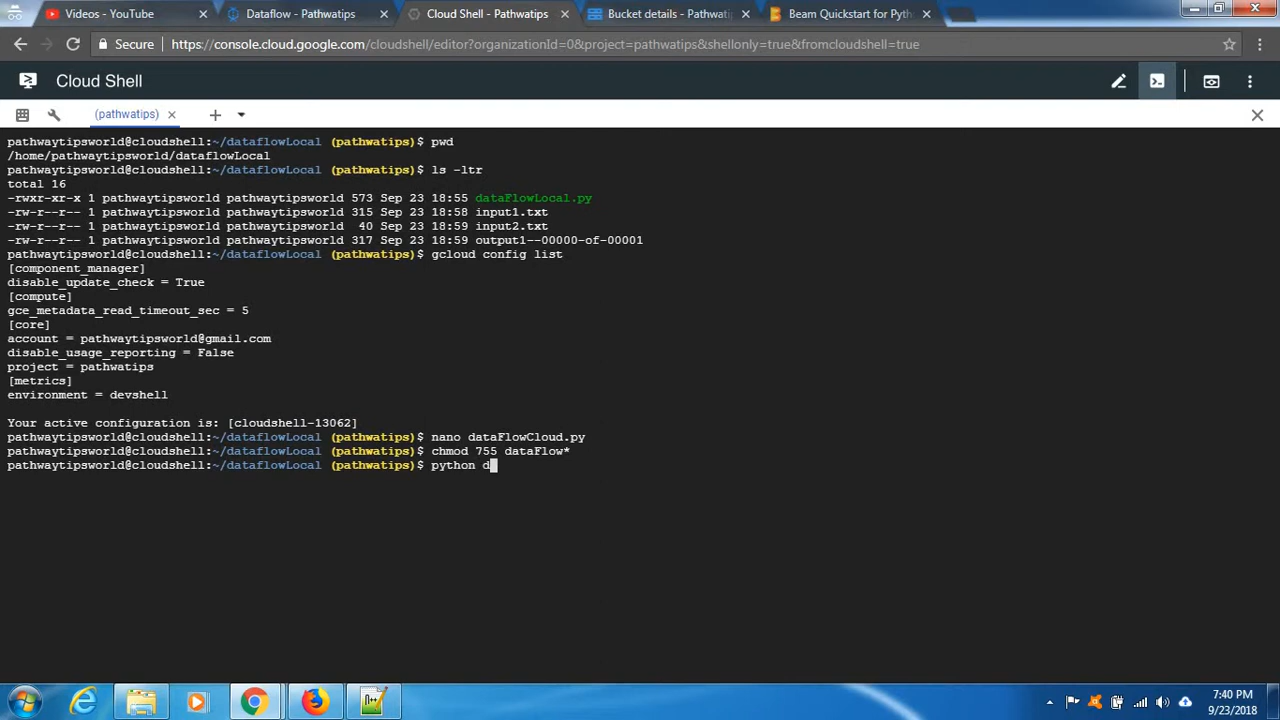 Videos - YouTube
Dataflow - Pathwatips
Cloud Shell - Pathwatips
Bucket details - Pathwati
Beam Quickstart for Pyth
Secure https://console.cloud.google.com/cloudshell/editor?organizationId=0&project=pathwatips&shellonly=true&fromcloudshell=true
Cloud Shell
(pathwatips)
pathwaytipsworld@cloudshell:~/dataflowLocal (pathwatips)$ pwd
/home/pathwaytipsworld/dataflowLocal
pathwaytipsworld@cloudshell:~/dataflowLocal (pathwatips)$ ls -ltr
total 16
-rwxr-xr-x 1 pathwaytipsworld pathwaytipsworld 573 Sep 23 18:55 dataFlowLocal.py
-rw-r--r-- 1 pathwaytipsworld pathwaytipsworld 315 Sep 23 18:58 input1.txt
-rw-r--r-- 1 pathwaytipsworld pathwaytipsworld  40 Sep 23 18:59 input2.txt
-rw-r--r-- 1 pathwaytipsworld pathwaytipsworld 317 Sep 23 18:59 output1--00000-of-00001
pathwaytipsworld@cloudshell:~/dataflowLocal (pathwatips)$ gcloud config list
[component_manager]
disable_update_check = True
[compute]
gce_metadata_read_timeout_sec = 5
[core]
account = pathwaytipsworld@gmail.com
disable_usage_reporting = False
project = pathwatips
[metrics]
environment = devshell
Your active configuration is: [cloudshell-13062]
pathwaytipsworld@cloudshell:~/dataflowLocal (pathwatips)$ nano dataFlowCloud.py
pathwaytipsworld@cloudshell:~/dataflowLocal (pathwatips)$ chmod 755 dataFlow*
pathwaytipsworld@cloudshell:~/dataflowLocal (pathwatips)$ python d
7:40 PM
9/23/2018